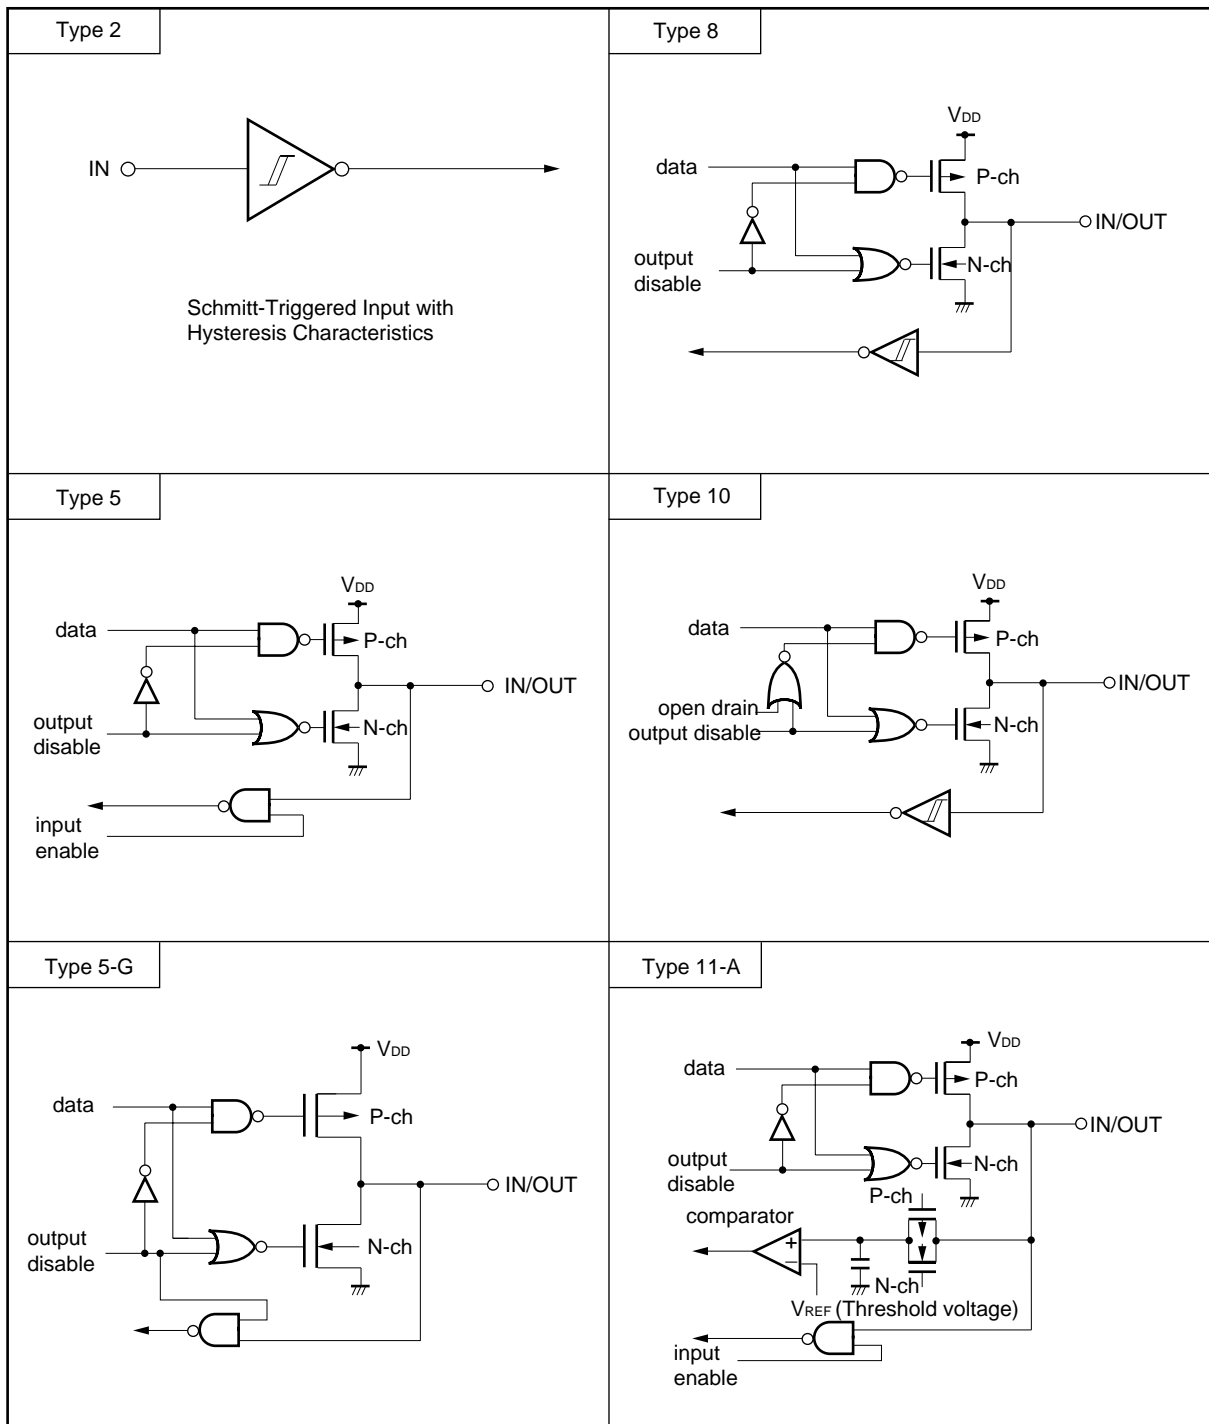 Type 2
IN
Schmitt-Triggered Input with
Hysteresis Characteristics
Type 8
VDD
data
P-ch
IN/OUT
output
disable
N-ch
Type 5
VDD
data
P-ch
IN/OUT
output
disable
N-ch
input
enable
Type 10
VDD
data
P-ch
IN/OUT
open drain
output disable
N-ch
Type 5-G
VDD
data
P-ch
IN/OUT
output
disable
N-ch
Type 11-A
VDD
data
P-ch
IN/OUT
output
disable
N-ch
P-ch
comparator
+
−
N-ch
VREF (Threshold voltage)
input
enable